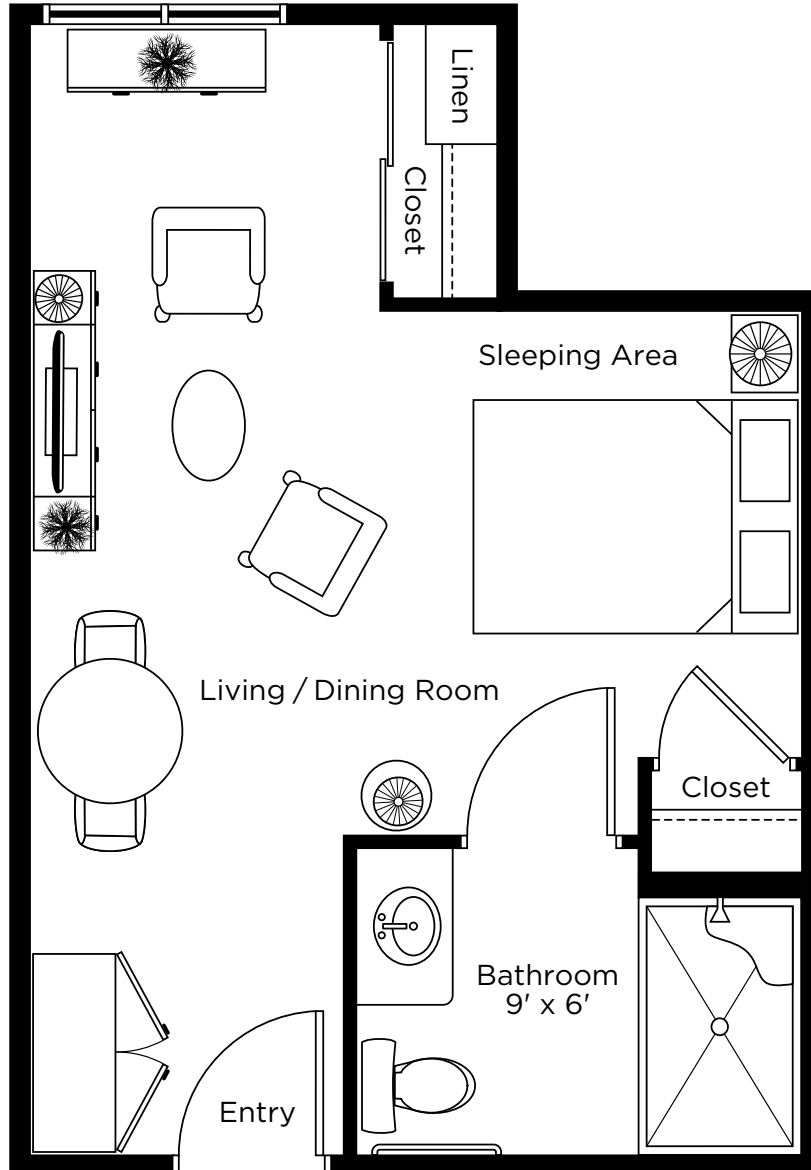 Linen
Closet
Sleeping Area
Living / Dining Room
Closet
Bathroom
9' x 6'
Entry